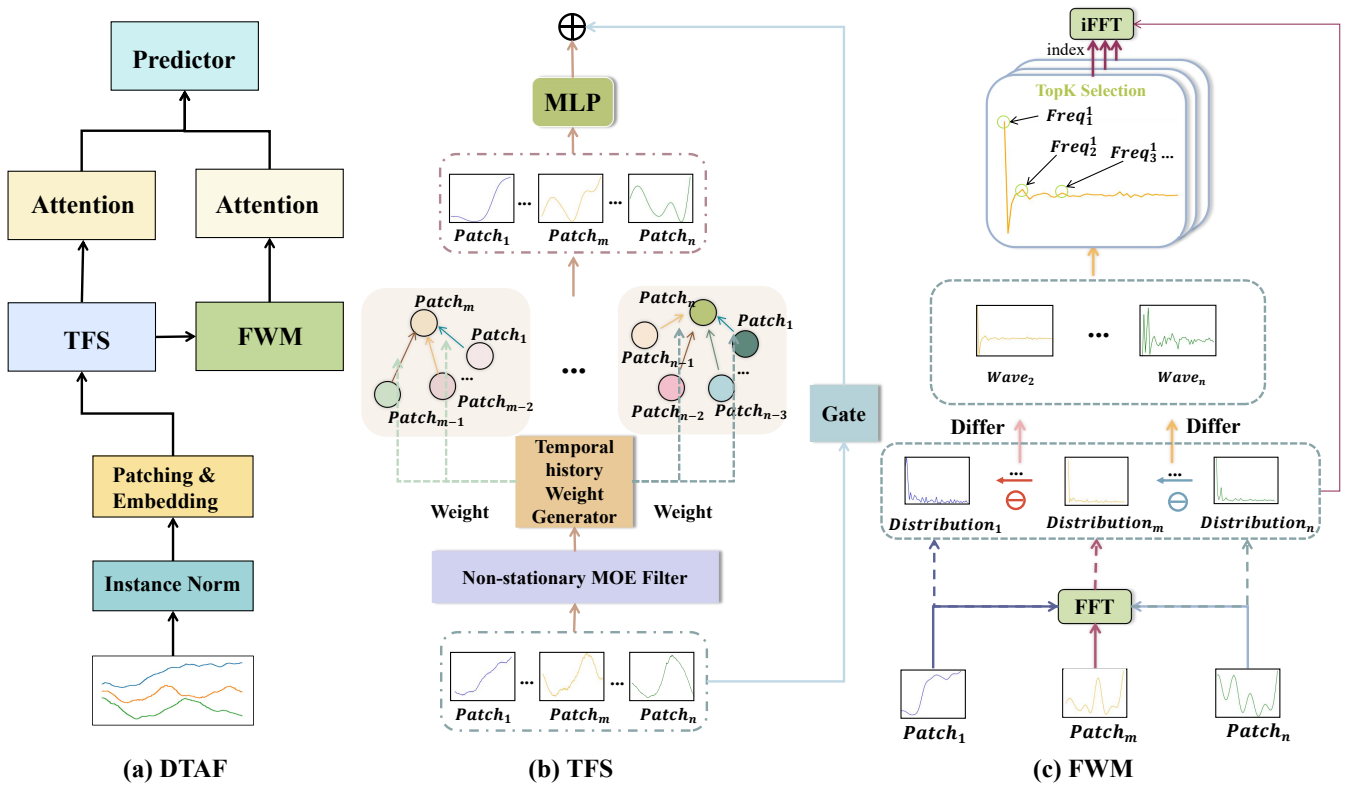 Predictor
Attention
Attention
TFS
FWM
Patching &
Embedding
Instance Norm
(a) DTAF
MLP
Patch₁
...
Patchₘ
...
Patchₙ
Patchₘ
Patch₁
...
Patchₘ₋₂
Patchₘ₋₁
...
Patchₙ
Patch₁
Patchₙ₋₁
...
Patchₙ₋₂
Patchₙ₋₃
Gate
Temporal
history
Weight
Generator
Weight
Weight
Non-stationary MOE Filter
Patch₁
...
Patchₘ
...
Patchₙ
(b) TFS
iFFT
index
TopK Selection
Freq₁¹
Freq₂¹
Freq₃¹ ...
...
Wave₂
Waveₙ
Differ
Differ
...
...
Distribution₁
Distributionₘ
Distributionₙ
FFT
Patch₁
Patchₘ
Patchₙ
(c) FWM